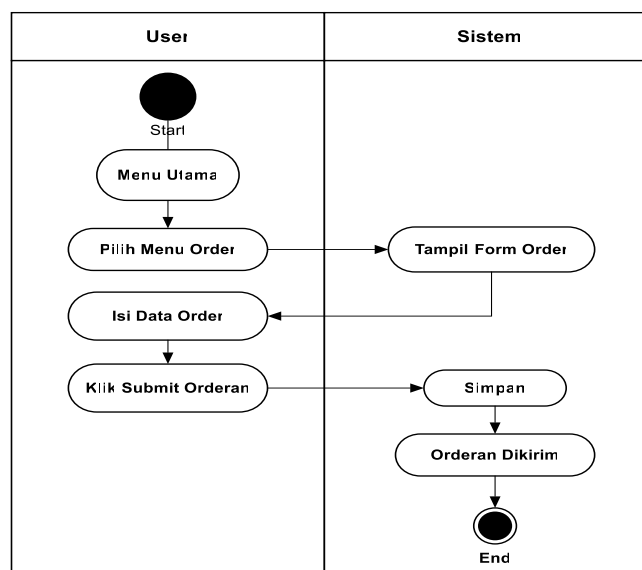 User
Sistem
Start
Menu Utama
Pilih Menu Order
Tampil Form Order
Isi Data Order
Klik Submit Orderan
Simpan
Orderan Dikirim
End